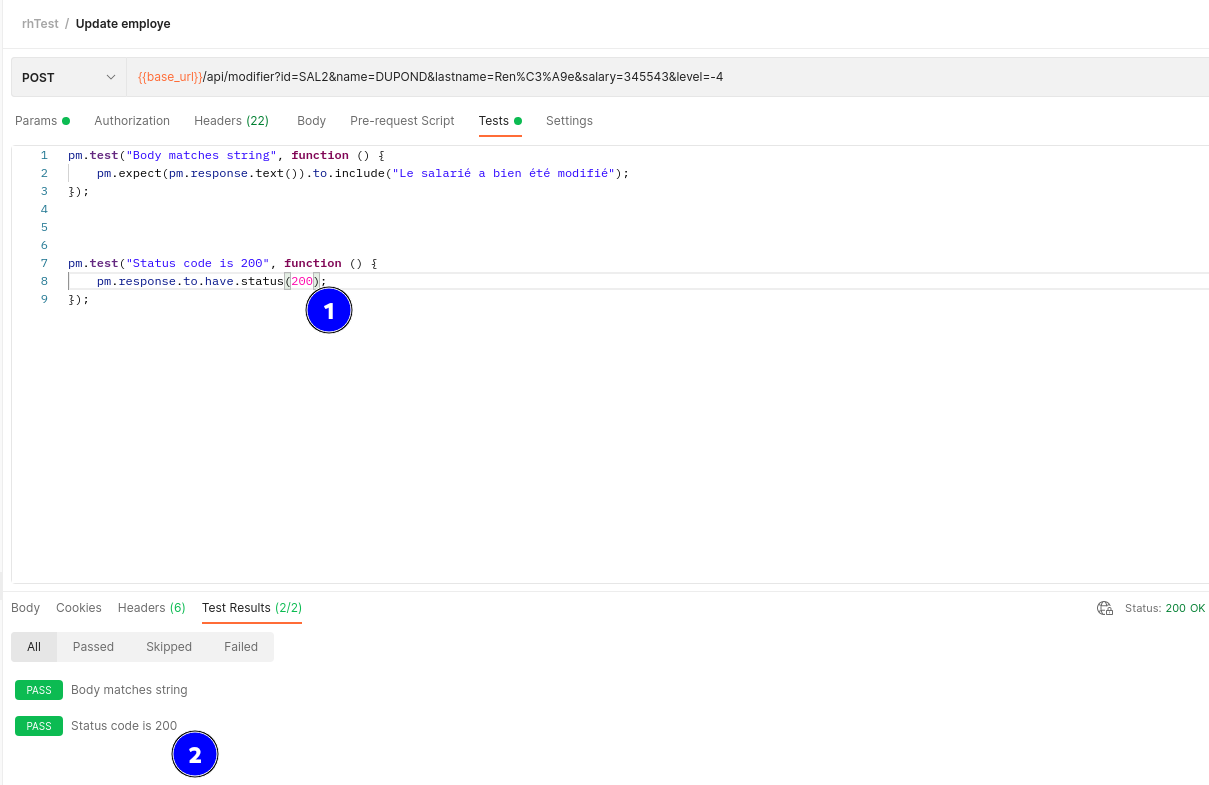 rhTest / Update employe
POST {{base_url}}/api/modifier?id=SAL2&name=DUPOND&lastname=Ren%C3%A9e&salary=345543&level=-4
Params Authorization Headers (22) Body Pre-request Script Tests Settings
1 pm.test("Body matches string", function () {
2 pm.expect(pm.response.text()).to.include("Le salarié a bien été modifié");
3 });
4
5
6
7 pm.test("Status code is 200", function () {
8 pm.response.to.have.status(200);
9 });
1
Body Cookies Headers (6) Test Results (2/2) Status: 200 OK
All Passed Skipped Failed
PASS Body matches string
PASS Status code is 200
2